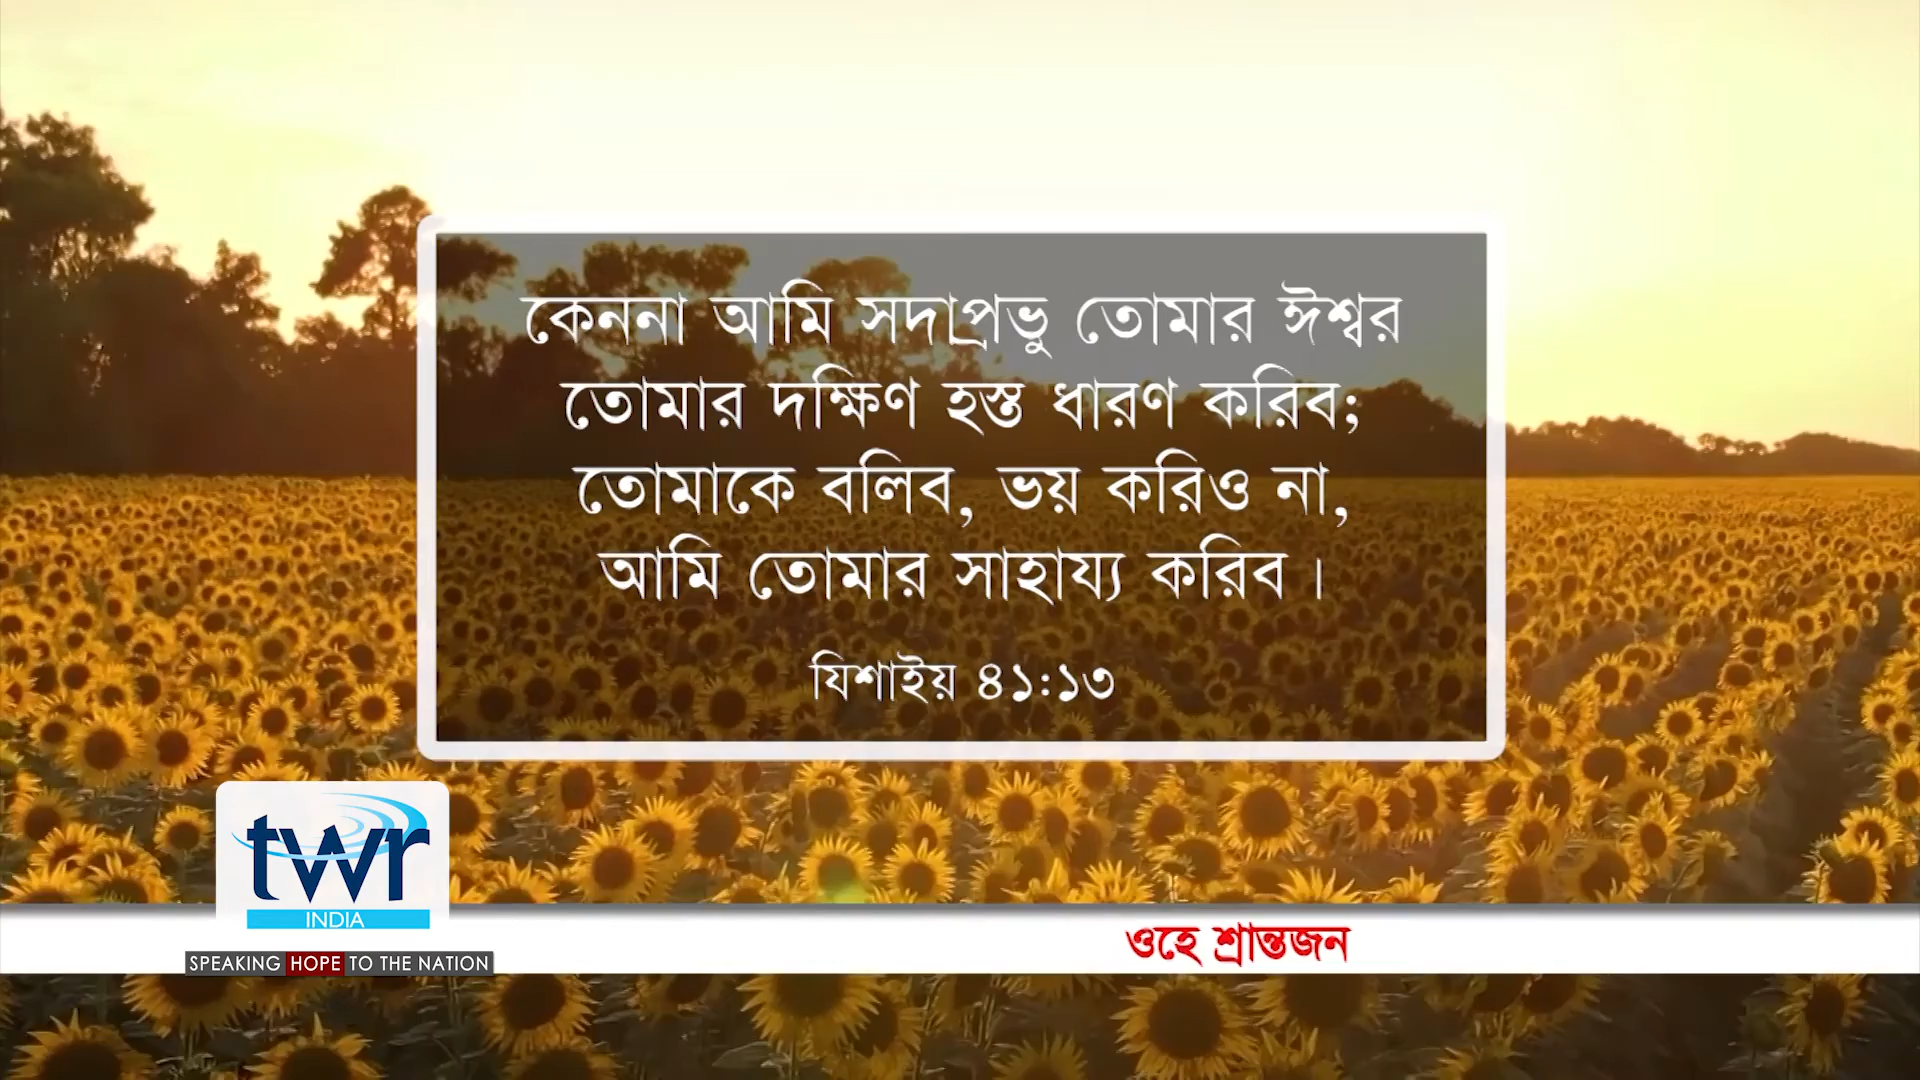 কেননা আমি সদাপ্রভু তোমার ঈশ্বর
তোমার দক্ষিণ হস্ত ধারণ করিব;
তোমাকে বলিব, ভয় করিও না,
আমি তোমার সাহায্য করিব ।
যিশাইয় ৪১:১৩
twr
INDIA
ওহে শ্রান্তজন
SPEAKING HOPE TO THE NATION